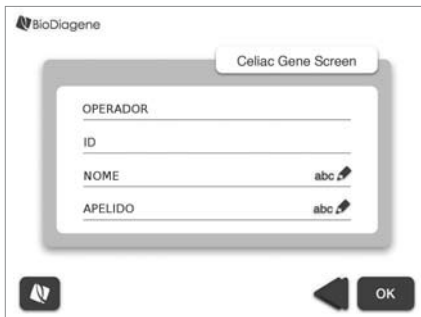 BioDiagene
Celiac Gene Screen
OPERADOR
ID
NOME abc
APELIDO abc
OK